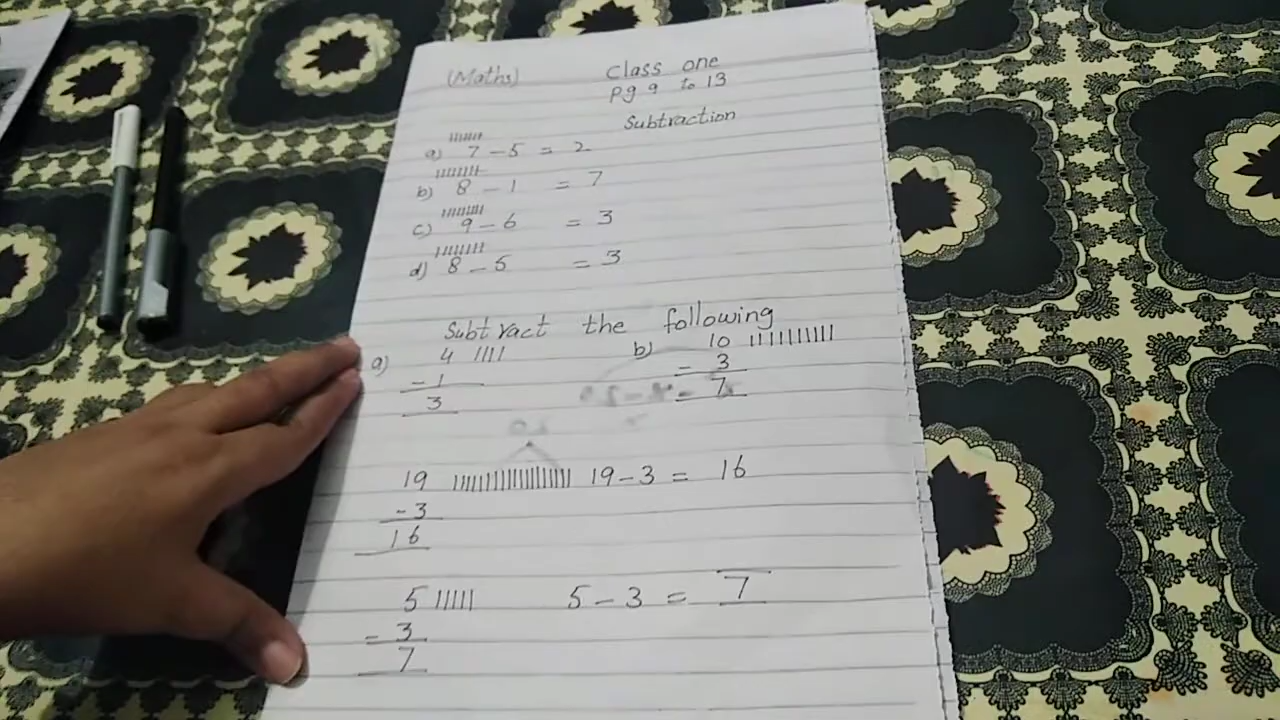 (Maths) Class one
pg 9 to 13
Subtraction
a) 7 - 5 = 2
b) 8 - 1 = 7
c) 9 - 6 = 3
d) 8 - 5 = 3
Subtract the following
a) 4 b) 10
- 1 - 3
3 7
19 19 - 3 = 16
- 3
16
5 5 - 3 = 7
= 3
7